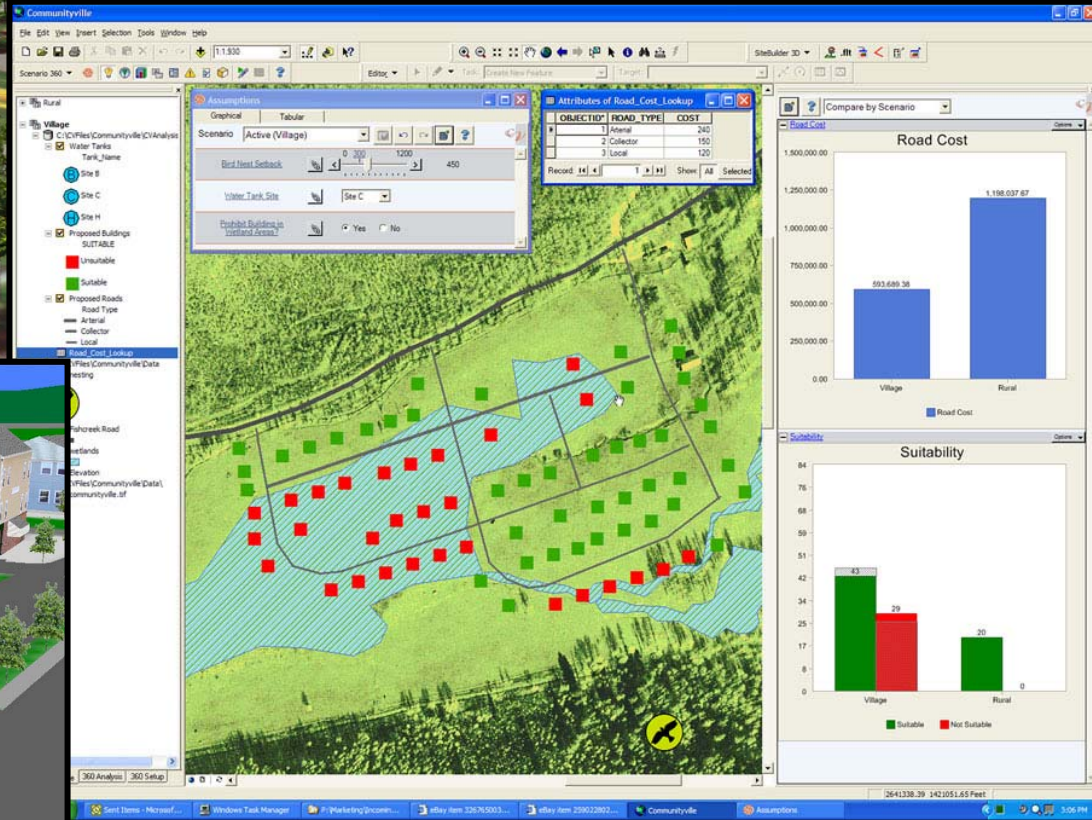 Communityville
File Edit View Insert Selection Tools Window Help
1:1,930
SiteBuilder 3D
Scenario 360
Editor
Task: Create New Feature
Target:
Rural
Village
C:\CVFiles\Communityville\CVAnalysis
Water Tanks
Tank_Name
Site B
Site C
Site H
Proposed Buildings
SUITABLE
Unsuitable
Suitable
Proposed Roads
Road Type
Arterial
Collector
Local
Road_Cost_Lookup
VFiles\Communityville\Data
nesting
Fishcreek Road
wetlands
Elevation
VFiles\Communityville\Data\
communityville.tif
360 Analysis 360 Setup
Assumptions
Graphical Tabular
Scenario Active (Village)
Bird Nest Setback 0 300 1200 450
Water Tank Site Site C
Prohibit Building in
Wetland Areas? Yes No
Attributes of Road_Cost_Lookup
OBJECTID* ROAD_TYPE COST
1 Arterial 240
2 Collector 150
3 Local 120
Record: 1 Show: All Selected
Compare by Scenario
Road Cost Options
Road Cost
1,500,000.00
1,250,000.00
1,198,037.67
1,000,000.00
750,000.00
593,689.38
500,000.00
250,000.00
0.00
Village Rural
Road Cost
Suitability Options
Suitability
84
76
68
59
51
42
34
25
17
8
0
43
29
20
0
Village Rural
Suitable Not Suitable
2641338.39 1421051.65 Feet
Sent Items - Microsof... Windows Task Manager P:\Marketing\Incomin... eBay item 326765003... eBay item 259022802... Communityville Assumptions 5:06 PM